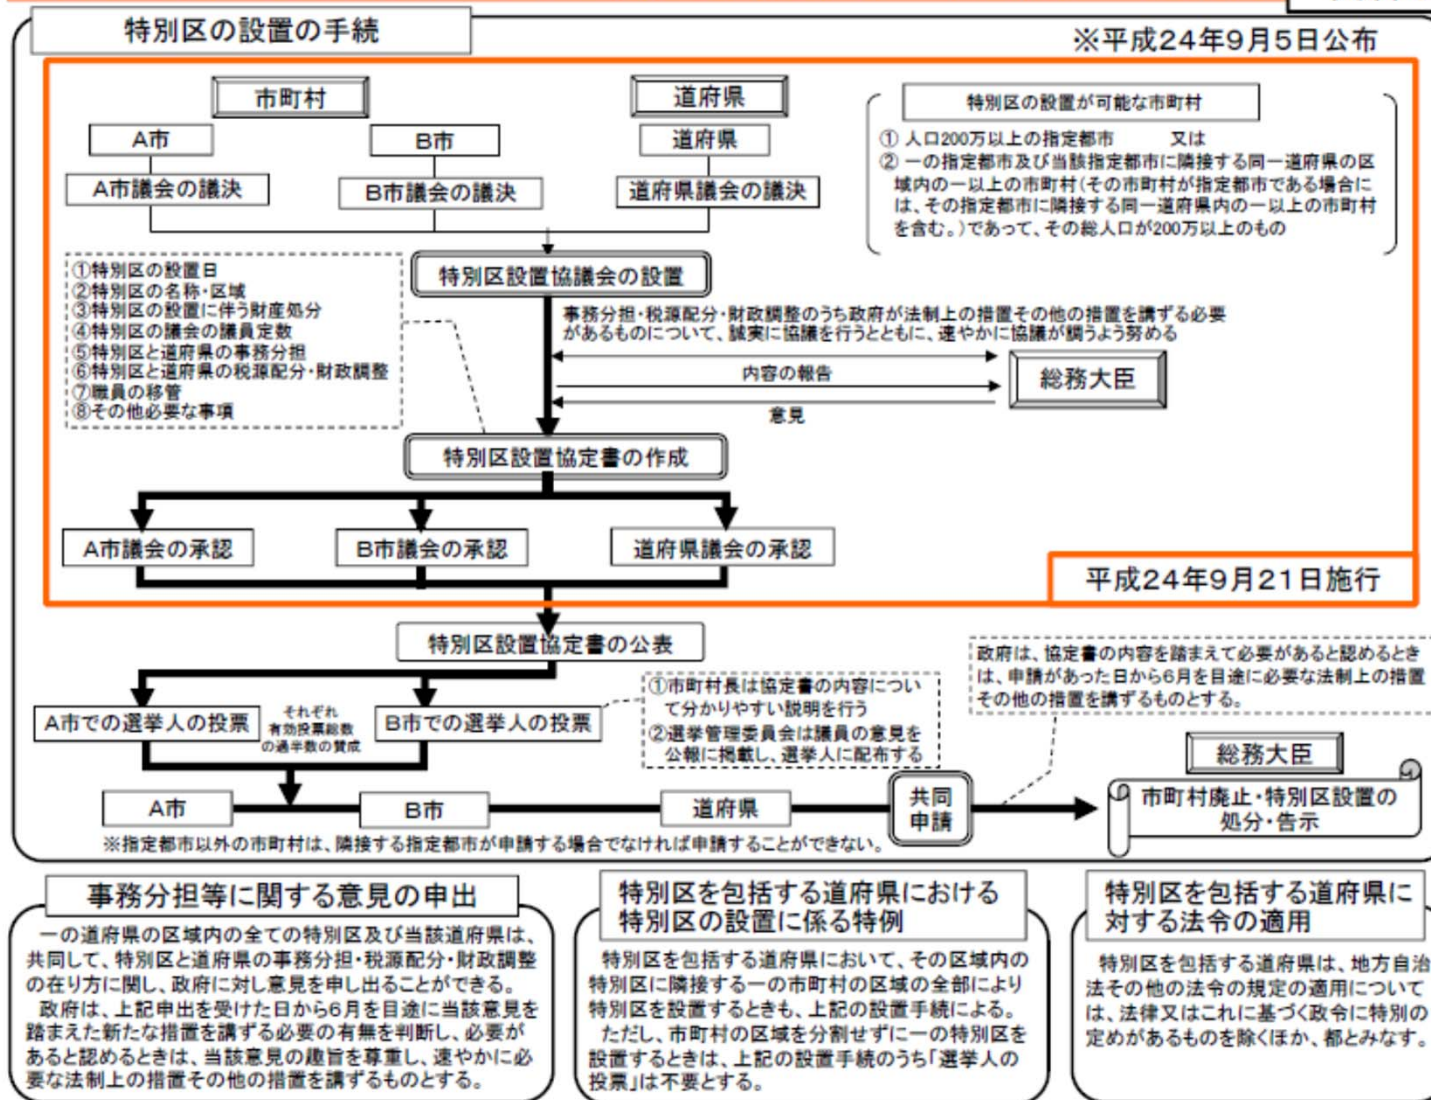 特別区の設置の手続
※平成24年9月5日公布
市町村
道府県
A市
B市
道府県
A市議会の議決
B市議会の議決
道府県議会の議決
特別区の設置が可能な市町村
① 人口200万以上の指定都市 又は
② 一の指定都市及び当該指定都市に隣接する同一道府県の区
域内の一以上の市町村(その市町村が指定都市である場合に
は、その指定都市に隣接する同一道府県内の一以上の市町村
を含む。)であって、その総人口が200万以上のもの
特別区設置協議会の設置
①特別区の設置日
②特別区の名称・区域
③特別区の設置に伴う財産処分
④特別区の議会の議員定数
⑤特別区と道府県の事務分担
⑥特別区と道府県の税源配分・財政調整
⑦職員の移管
⑧その他必要な事項
事務分担・税源配分・財政調整のうち政府が法制上の措置その他の措置を講ずる必要
があるものについて、誠実に協議を行うとともに、速やかに協議が調うよう努める
内容の報告
意見
総務大臣
特別区設置協定書の作成
A市議会の承認
B市議会の承認
道府県議会の承認
平成24年9月21日施行
特別区設置協定書の公表
A市での選挙人の投票
それぞれ
有効投票総数
の過半数の賛成
B市での選挙人の投票
①市町村長は協定書の内容につい
て分かりやすい説明を行う
②選挙管理委員会は議員の意見を
公報に掲載し、選挙人に配布する
政府は、協定書の内容を踏まえて必要があると認めるとき
は、申請があった日から6月を目途に必要な法制上の措置
その他の措置を講ずるものとする。
A市
B市
道府県
共同
申請
総務大臣
市町村廃止・特別区設置の
処分・告示
※指定都市以外の市町村は、隣接する指定都市が申請する場合でなければ申請することができない。
事務分担等に関する意見の申出
一の道府県の区域内の全ての特別区及び当該道府県は、
共同して、特別区と道府県の事務分担・税源配分・財政調整
の在り方に関し、政府に対し意見を申し出ることができる。
政府は、上記申出を受けた日から6月を目途に当該意見を
踏まえた新たな措置を講ずる必要の有無を判断し、必要が
あると認めるときは、当該意見の趣旨を尊重し、速やかに必
要な法制上の措置その他の措置を講ずるものとする。
特別区を包括する道府県における
特別区の設置に係る特例
特別区を包括する道府県において、その区域内の
特別区に隣接する一の市町村の区域の全部により
特別区を設置するときも、上記の設置手続による。
ただし、市町村の区域を分割せずに一の特別区を
設置するときは、上記の設置手続のうち「選挙人の
投票」は不要とする。
特別区を包括する道府県に
対する法令の適用
特別区を包括する道府県は、地方自治
法その他の法令の規定の適用について
は、法律又はこれに基づく政令に特別の
定めがあるものを除くほか、都とみなす。